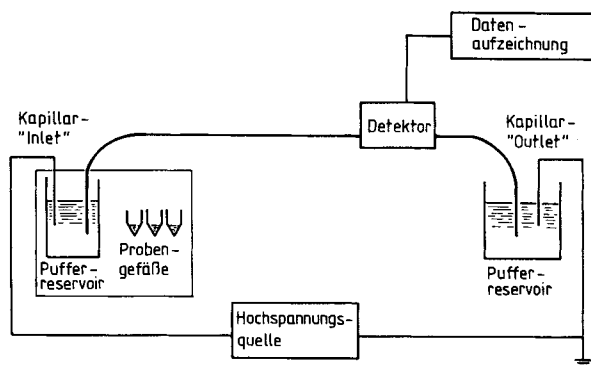 Daten-
aufzeichnung
Kapillar-
"Inlet"
Detektor
Kapillar-
"Outlet"
Proben-
gefäße
Puffer-
reservoir
Puffer-
reservoir
Hochspannungs-
quelle